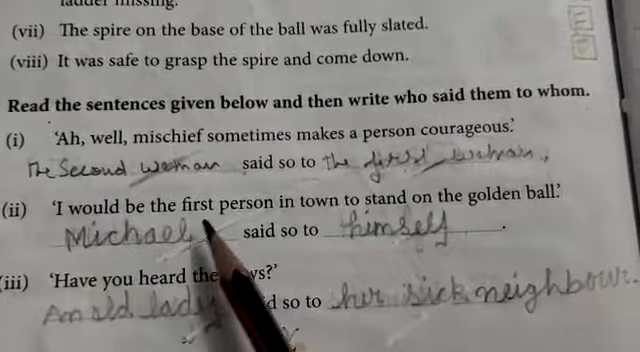 ladder missing.
(vii) The spire on the base of the ball was fully slated.
(viii) It was safe to grasp the spire and come down.
Read the sentences given below and then write who said them to whom.
(i) 'Ah, well, mischief sometimes makes a person courageous.'
The Second woman said so to the first woman,
(ii) 'I would be the first person in town to stand on the golden ball.'
Michael said so to himself.
(iii) 'Have you heard the ws?'
An old lady d so to her sick neighbour.